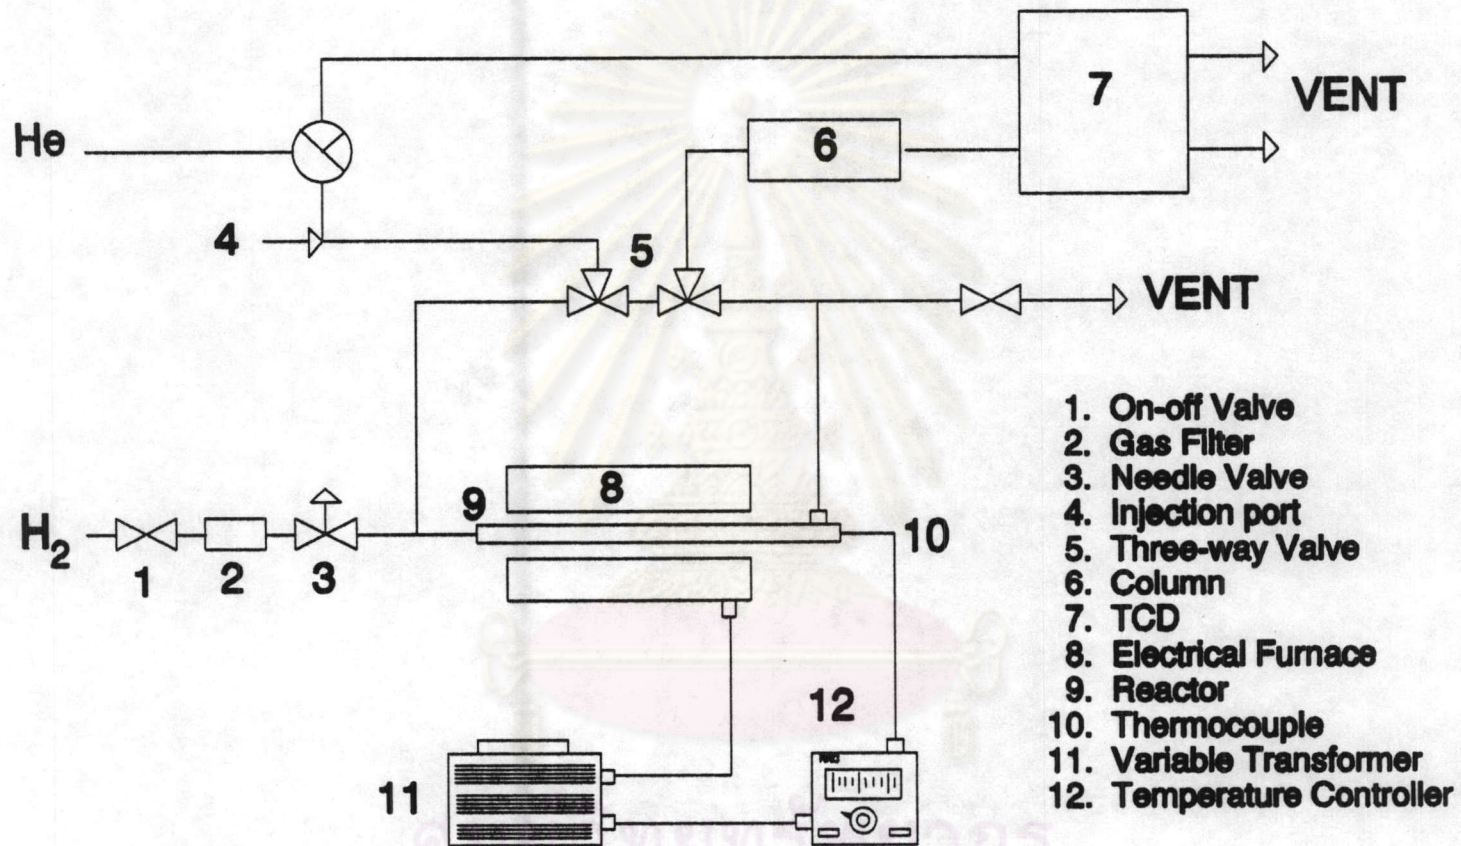 He
7
VENT
6
4
5
VENT
H2
1
2
3
9
8
10
11
12
1. On-off Valve
2. Gas Filter
3. Needle Valve
4. Injection port
5. Three-way Valve
6. Column
7. TCD
8. Electrical Furnace
9. Reactor
10. Thermocouple
11. Variable Transformer
12. Temperature Controller